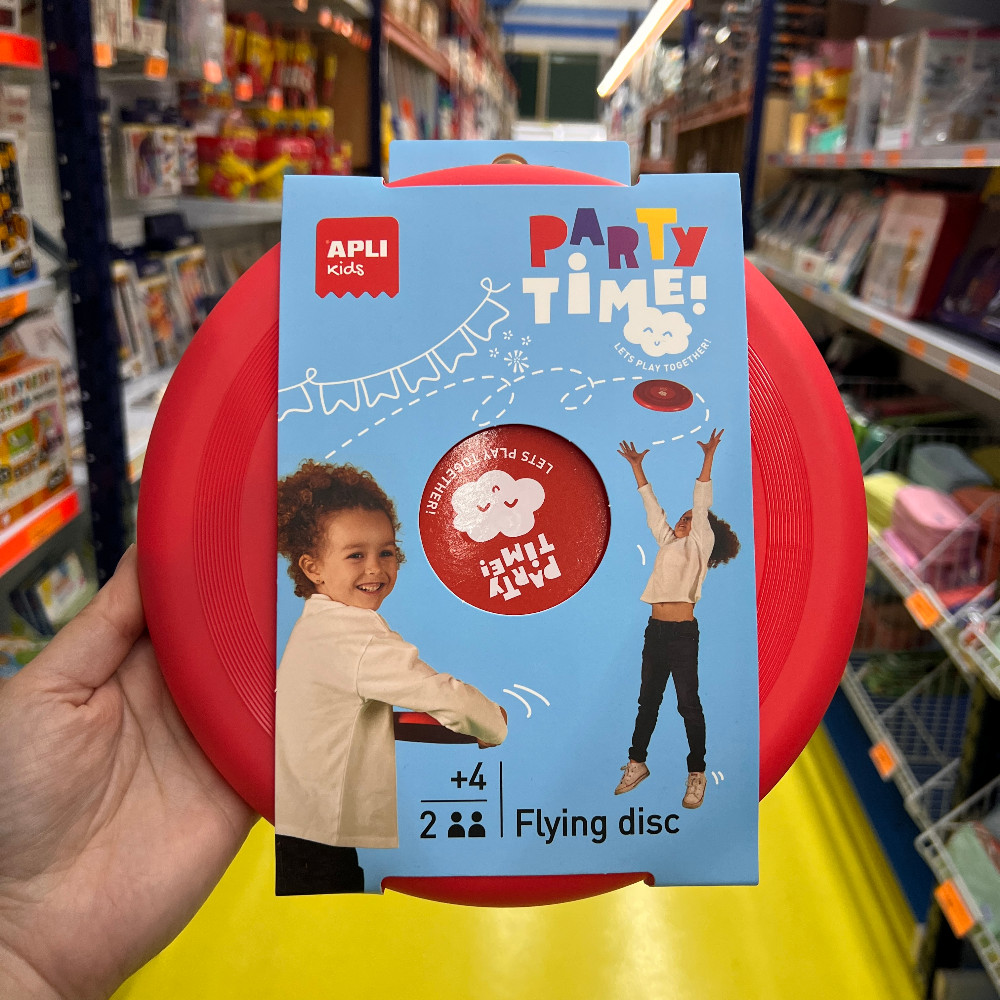 APLI
kids
PARTY
TiME!
LETS PLAY TOGETHER!
LETS PLAY TOGETHER!
PARTY
TIME!
+4
2
Flying disc